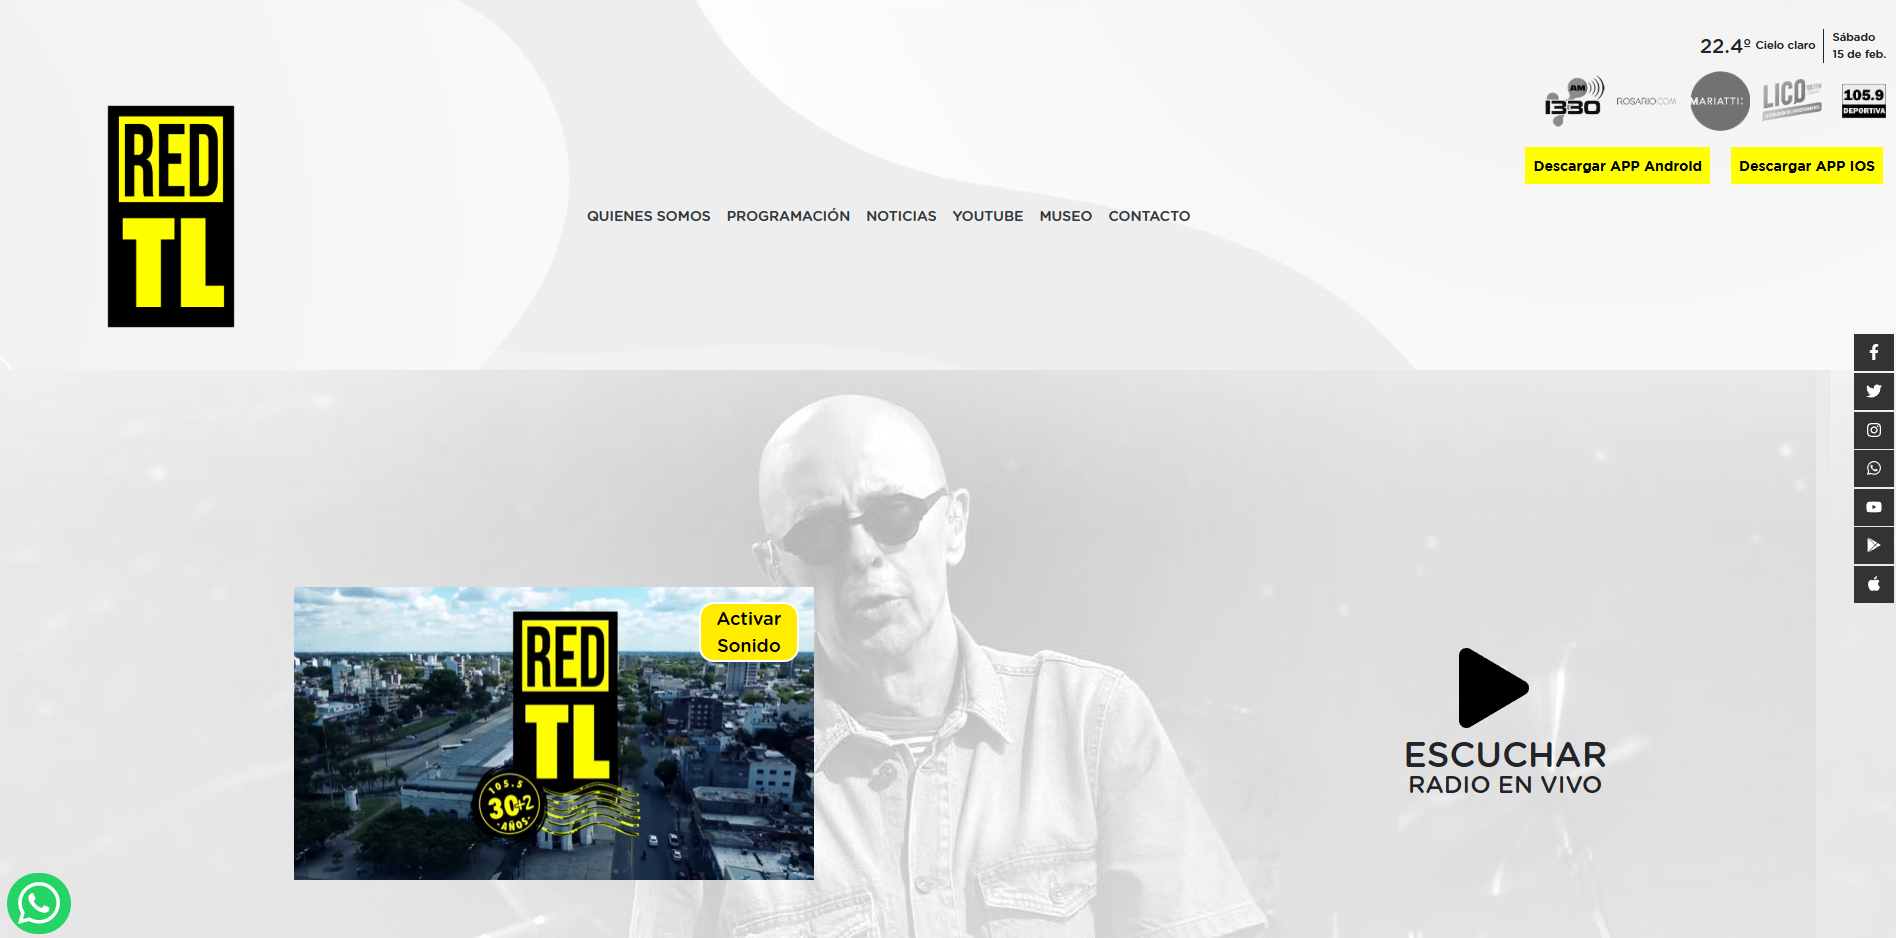 22.4º Cielo claro
Sábado
15 de feb.
AM
1330
ROSARIO.COM
MARIATTI
LICO
105.9
DEPORTIVA
RED
TL
Descargar APP Android
Descargar APP IOS
QUIENES SOMOS PROGRAMACIÓN NOTICIAS YOUTUBE MUSEO CONTACTO
Activar
Sonido
RED
TL
105.5
30+2
-AÑOS-
ESCUCHAR
RADIO EN VIVO